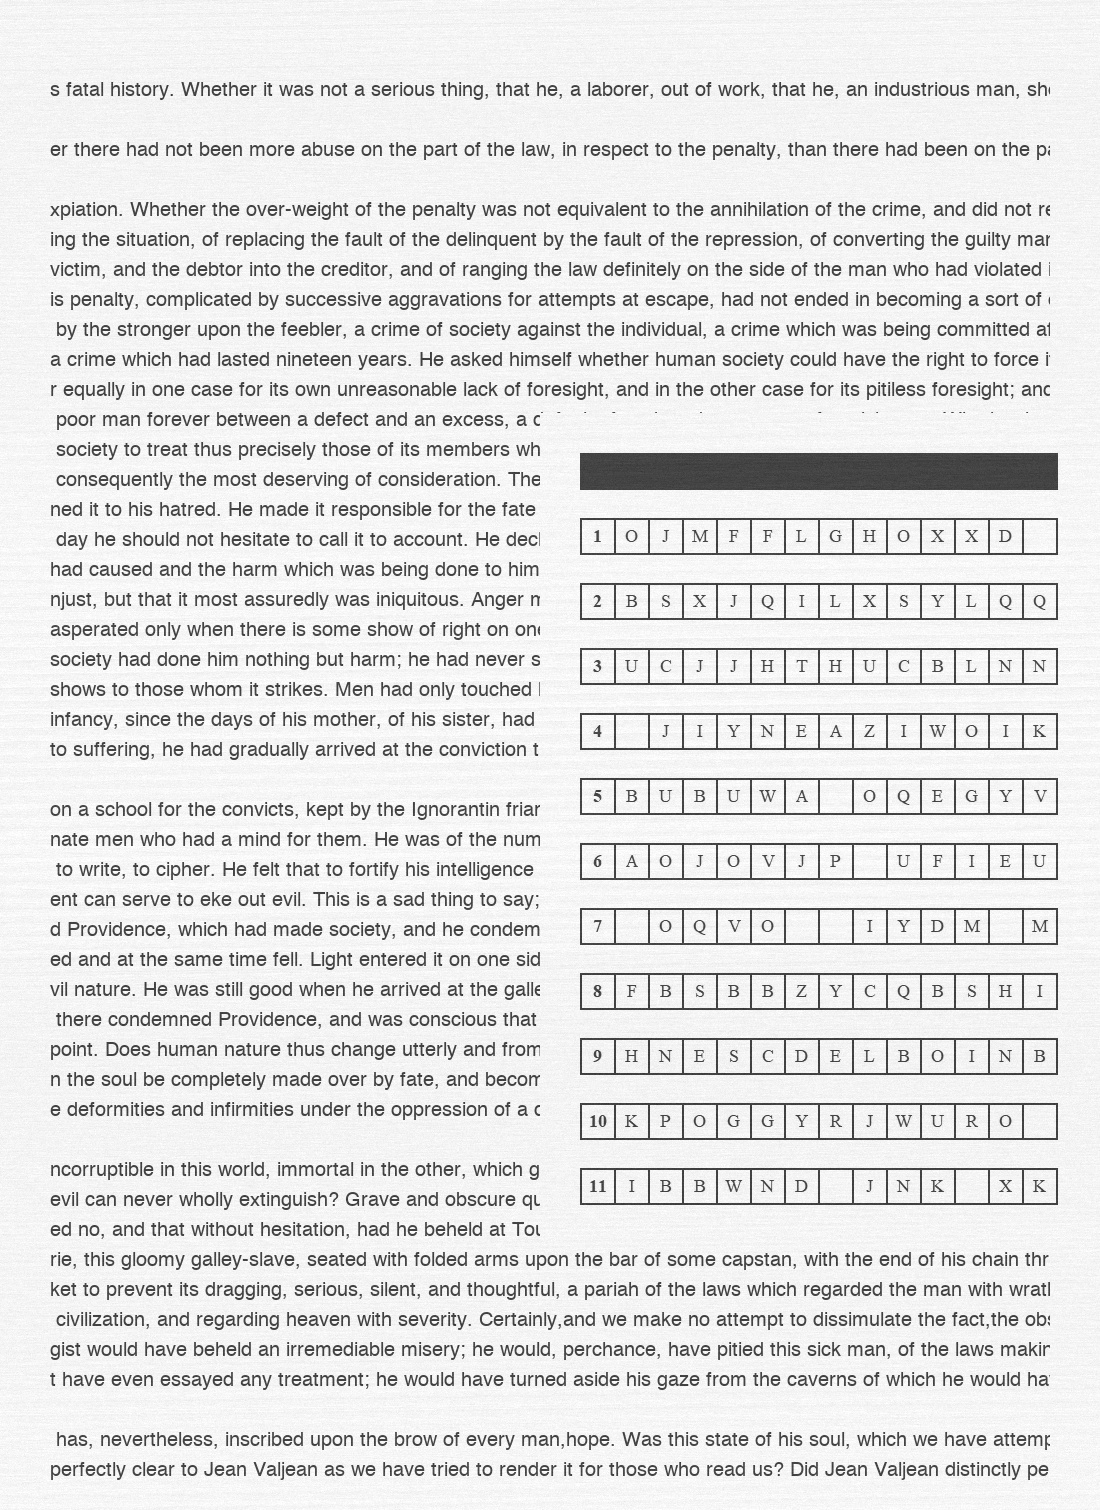 s fatal history. Whether it was not a serious thing, that he, a laborer, out of work, that he, an industrious man,
er there had not been more abuse on the part of the law, in respect to the penalty, than there had been on the
xpiation. Whether the over-weight of the penalty was not equivalent to the annihilation of the crime, and did not
ing the situation, of replacing the fault of the delinquent by the fault of the repression, of converting the guilty
victim, and the debtor into the creditor, and of ranging the law definitely on the side of the man who had violated
is penalty, complicated by successive aggravations for attempts at escape, had not ended in becoming a sort of
by the stronger upon the feebler, a crime of society against the individual, a crime which was being committed
a crime which had lasted nineteen years. He asked himself whether human society could have the right to force
r equally in one case for its own unreasonable lack of foresight, and in the other case for its pitiless foresight; and
poor man forever between a defect and an excess, a
society to treat thus precisely those of its members wh
consequently the most deserving of consideration. The
ned it to his hatred. He made it responsible for the fate
day he should not hesitate to call it to account. He decl
had caused and the harm which was being done to him
njust, but that it most assuredly was iniquitous. Anger m
asperated only when there is some show of right on one
society had done him nothing but harm; he had never s
shows to those whom it strikes. Men had only touched
infancy, since the days of his mother, of his sister, had
to suffering, he had gradually arrived at the conviction t
on a school for the convicts, kept by the Ignorantin friar
nate men who had a mind for them. He was of the num
to write, to cipher. He felt that to fortify his intelligence
ent can serve to eke out evil. This is a sad thing to say;
d Providence, which had made society, and he condem
ed and at the same time fell. Light entered it on one sid
vil nature. He was still good when he arrived at the galle
there condemned Providence, and was conscious that
point. Does human nature thus change utterly and from
n the soul be completely made over by fate, and becom
e deformities and infirmities under the oppression of a
ncorruptible in this world, immortal in the other, which g
evil can never wholly extinguish? Grave and obscure qu
ed no, and that without hesitation, had he beheld at Tou
1 O J M F F L G H O X X D
2 B S X J Q I L X S Y L Q Q
3 U C J J H T H U C B L N N
4 J I Y N E A Z I W O I K
5 B U B U W A O Q E G Y V
6 A O J O V J P U F I E U
7 O Q V O I Y D M M
8 F B S B B Z Y C Q B S H I
9 H N E S C D E L B O I N B
10 K P O G G Y R J W U R O
11 I B B W N D J N K X K
rie, this gloomy galley-slave, seated with folded arms upon the bar of some capstan, with the end of his chain thr
ket to prevent its dragging, serious, silent, and thoughtful, a pariah of the laws which regarded the man with wrath
civilization, and regarding heaven with severity. Certainly,and we make no attempt to dissimulate the fact,the obs
gist would have beheld an irremediable misery; he would, perchance, have pitied this sick man, of the laws makin
t have even essayed any treatment; he would have turned aside his gaze from the caverns of which he would ha
has, nevertheless, inscribed upon the brow of every man,hope. Was this state of his soul, which we have attemp
perfectly clear to Jean Valjean as we have tried to render it for those who read us? Did Jean Valjean distinctly pe